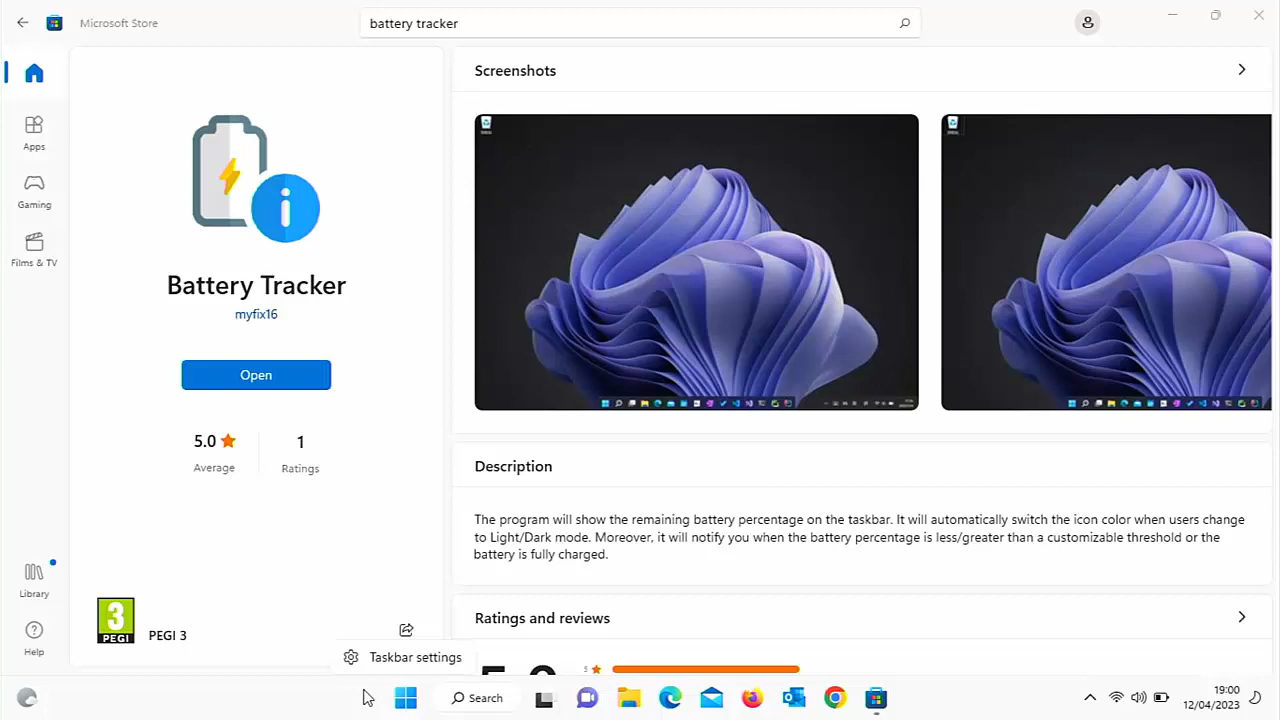 Microsoft Store
battery tracker
Apps
Gaming
Films & TV
Library
Help
Battery Tracker
myfix16
Open
5.0
Average
1
Ratings
3
PEGI
PEGI 3
Screenshots
Description
The program will show the remaining battery percentage on the taskbar. It will automatically switch the icon color when users change
to Light/Dark mode. Moreover, it will notify you when the battery percentage is less/greater than a customizable threshold or the
battery is fully charged.
Ratings and reviews
5
Taskbar settings
Search
19:00
12/04/2023